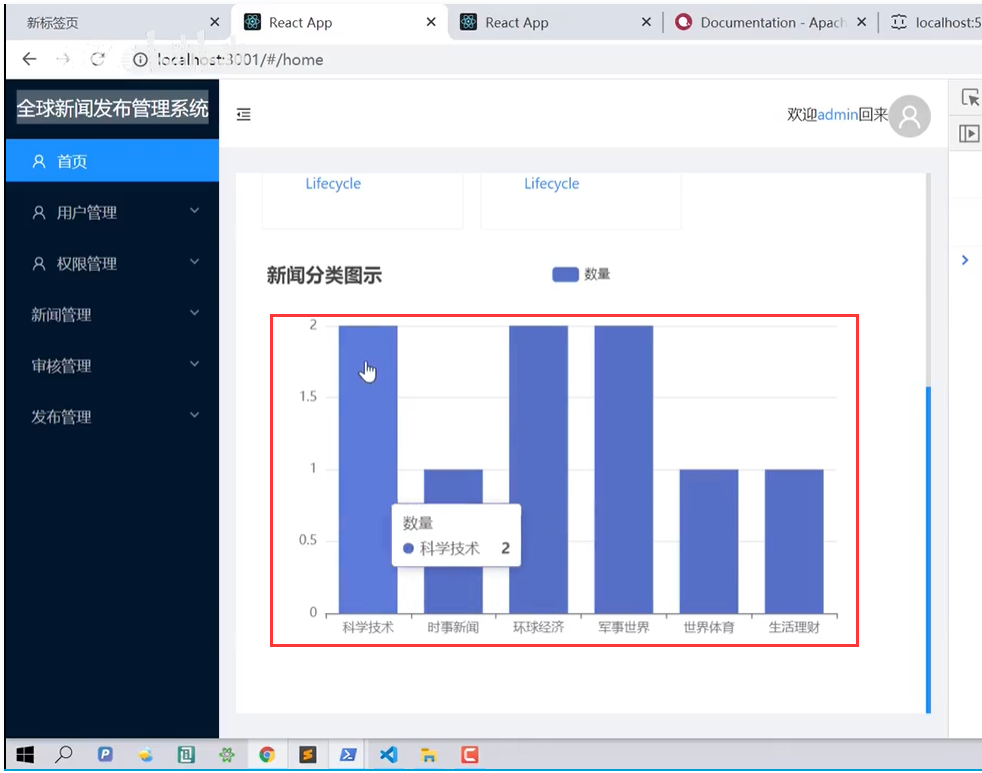 新标签页
React App
React App
Documentation - Apach
localhost:5
localhost:3001/#/home
全球新闻发布管理系统
欢迎admin回来
首页
用户管理
权限管理
新闻管理
审核管理
发布管理
Lifecycle
Lifecycle
新闻分类图示
数量
2
1.5
1
0.5
0
数量
科学技术 2
科学技术
时事新闻
环球经济
军事世界
世界体育
生活理财